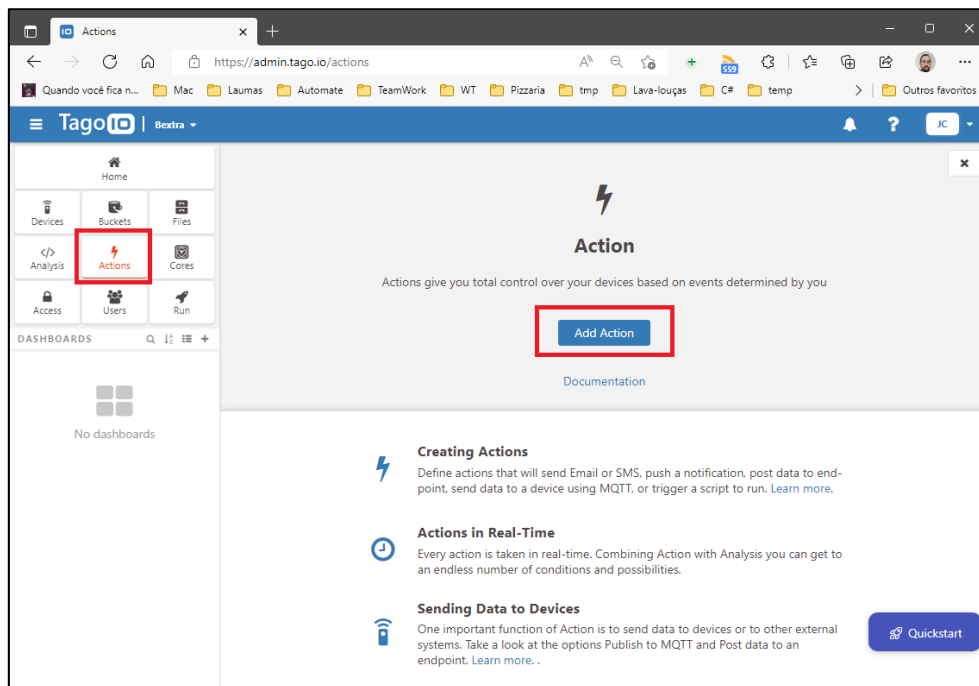 Actions
https://admin.tago.io/actions
559
Quando você fica n...
Mac
Laumas
Automate
TeamWork
WT
Pizzaria
tmp
Lava-louças
C#
temp
Outros favoritos
Tago IO
Bextra
?
JC
Home
Devices
Buckets
Files
Analysis
Actions
Cores
Access
Users
Run
DASHBOARDS
No dashboards
Action
Actions give you total control over your devices based on events determined by you
Add Action
Documentation
Creating Actions
Define actions that will send Email or SMS, push a notification, post data to end-
point, send data to a device using MQTT, or trigger a script to run. Learn more.
Actions in Real-Time
Every action is taken in real-time. Combining Action with Analysis you can get to
an endless number of conditions and possibilities.
Sending Data to Devices
One important function of Action is to send data to devices or to other external
systems. Take a look at the options Publish to MQTT and Post data to an
endpoint. Learn more. .
Quickstart